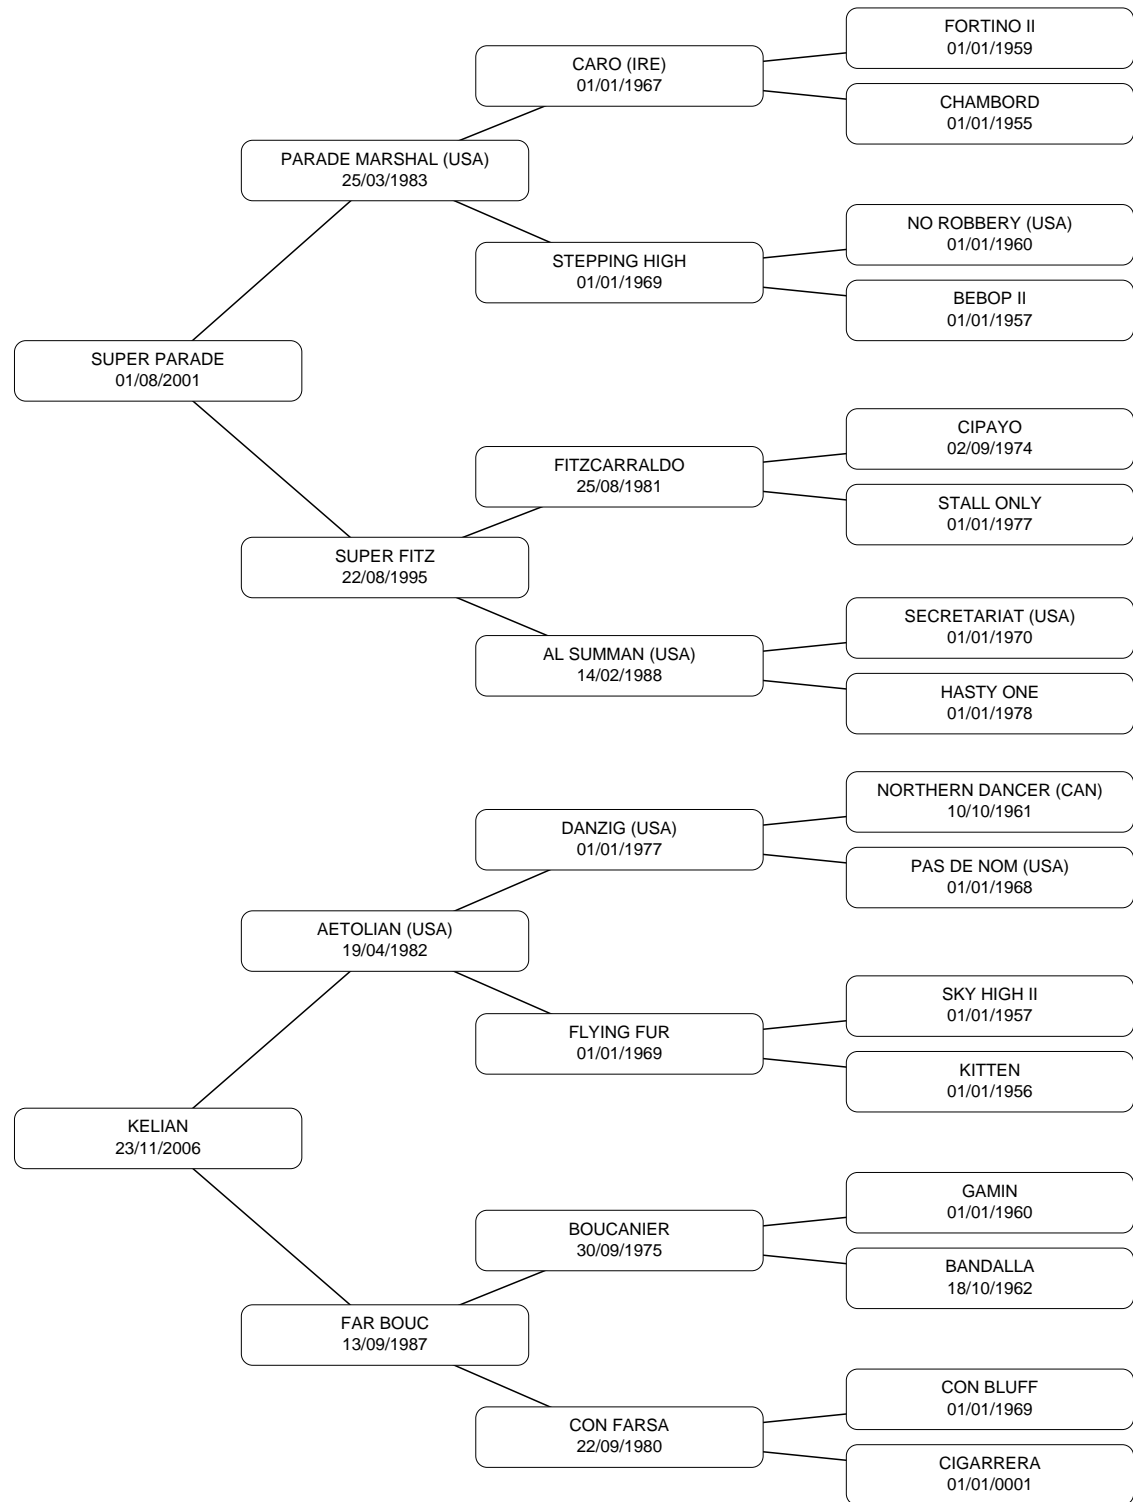 FORTINO II
01/01/1959
CARO (IRE)
01/01/1967
CHAMBORD
01/01/1955
PARADE MARSHAL (USA)
25/03/1983
NO ROBBERY (USA)
01/01/1960
STEPPING HIGH
01/01/1969
BEBOP II
01/01/1957
SUPER PARADE
01/08/2001
CIPAYO
02/09/1974
FITZCARRALDO
25/08/1981
STALL ONLY
01/01/1977
SUPER FITZ
22/08/1995
SECRETARIAT (USA)
01/01/1970
AL SUMMAN (USA)
14/02/1988
HASTY ONE
01/01/1978
NORTHERN DANCER (CAN)
10/10/1961
DANZIG (USA)
01/01/1977
PAS DE NOM (USA)
01/01/1968
AETOLIAN (USA)
19/04/1982
SKY HIGH II
01/01/1957
FLYING FUR
01/01/1969
KITTEN
01/01/1956
KELIAN
23/11/2006
GAMIN
01/01/1960
BOUCANIER
30/09/1975
BANDALLA
18/10/1962
FAR BOUC
13/09/1987
CON BLUFF
01/01/1969
CON FARSA
22/09/1980
CIGARRERA
01/01/0001